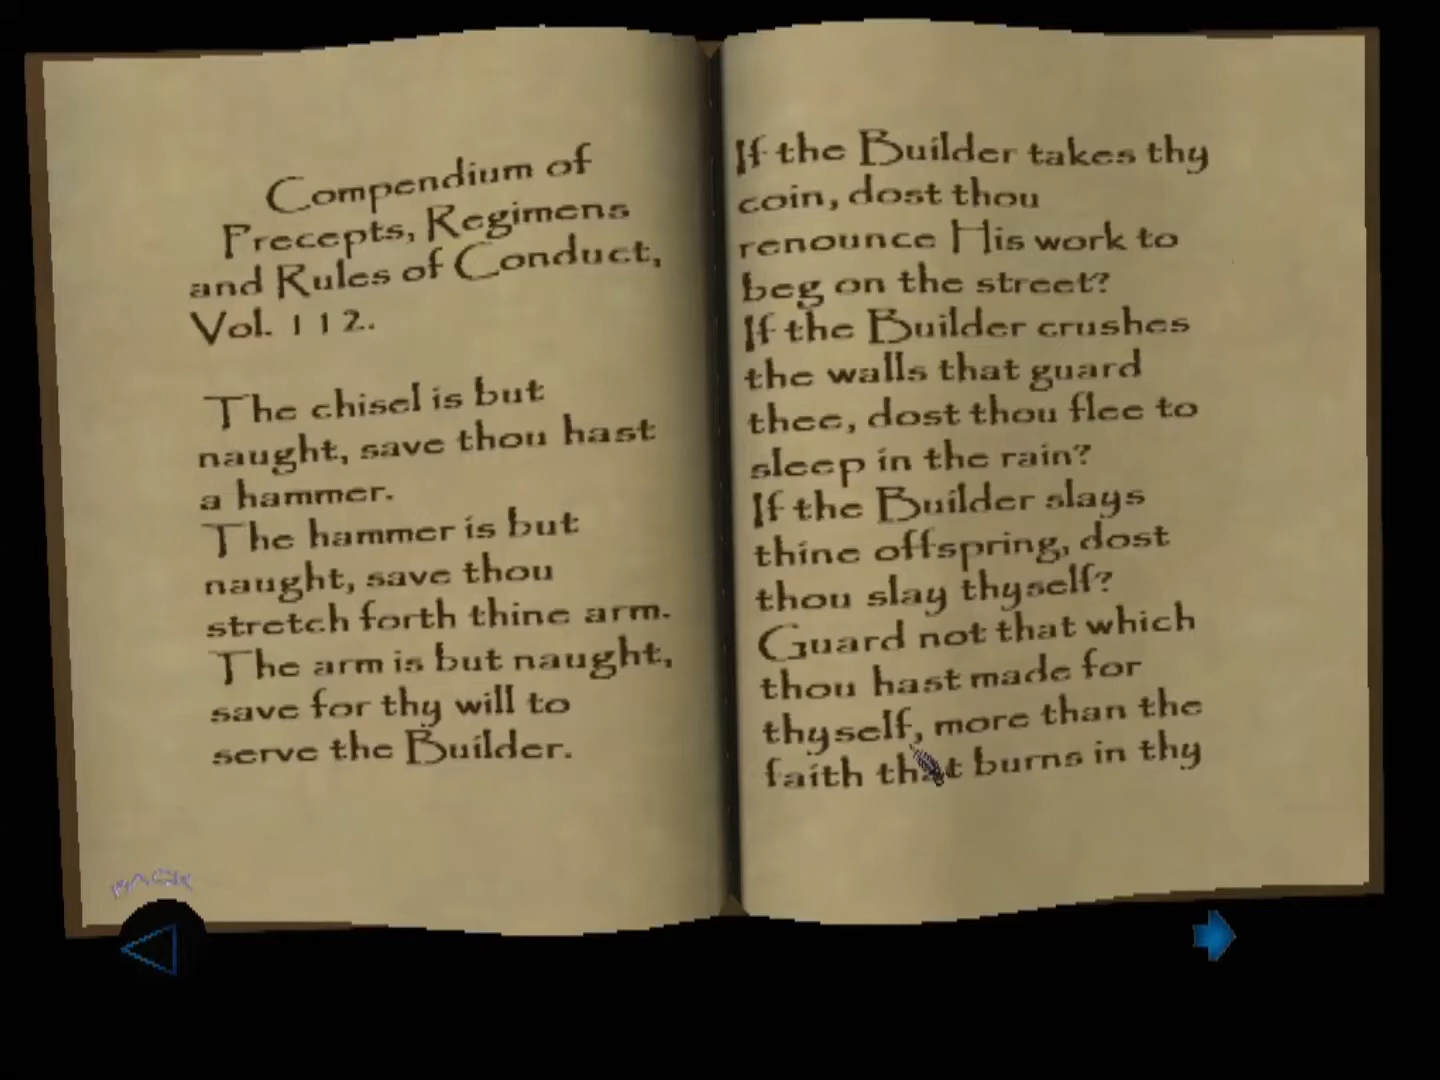 Compendium of
Precepts, Regimens
and Rules of Conduct,
Vol. 112.
The chisel is but
naught, save thou hast
a hammer.
The hammer is but
naught, save thou
stretch forth thine arm.
The arm is but naught,
save for thy will to
serve the Builder.
If the Builder takes thy
coin, dost thou
renounce His work to
beg on the street?
If the Builder crushes
the walls that guard
thee, dost thou flee to
sleep in the rain?
If the Builder slays
thine offspring, dost
thou slay thyself?
Guard not that which
thou hast made for
thyself, more than the
faith that burns in thy
BACK